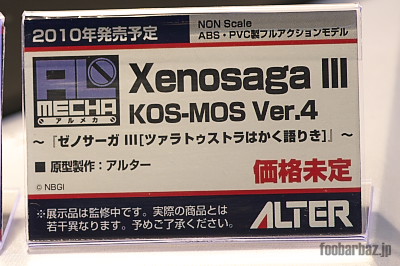 2010年発売予定
NON Scale
ABS・PVC製フルアクションモデル
AL
MECHA
アルメカ
Xenosaga III
KOS-MOS Ver.4
～『ゼノサーガ III[ツァラトゥストラはかく語りき]』～
■ 原型製作：アルター
価格未定
© NBGI
※展示品は監修中です。実際の商品とは
若干異なります。予めご了承ください。
ALTER
foobarbaz.jp